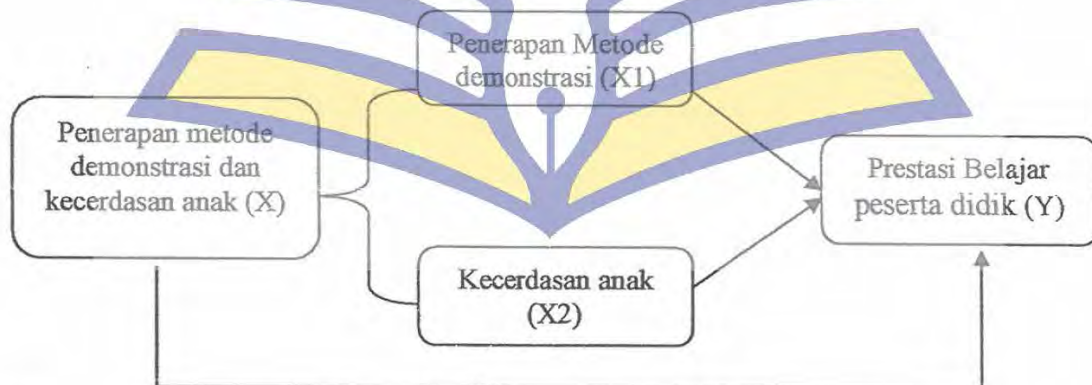 Penerapan Metode
demonstrasi (X1)
Penerapan metode
demonstrasi dan
kecerdasan anak (X)
Prestasi Belajar
peserta didik (Y)
Kecerdasan anak
(X2)